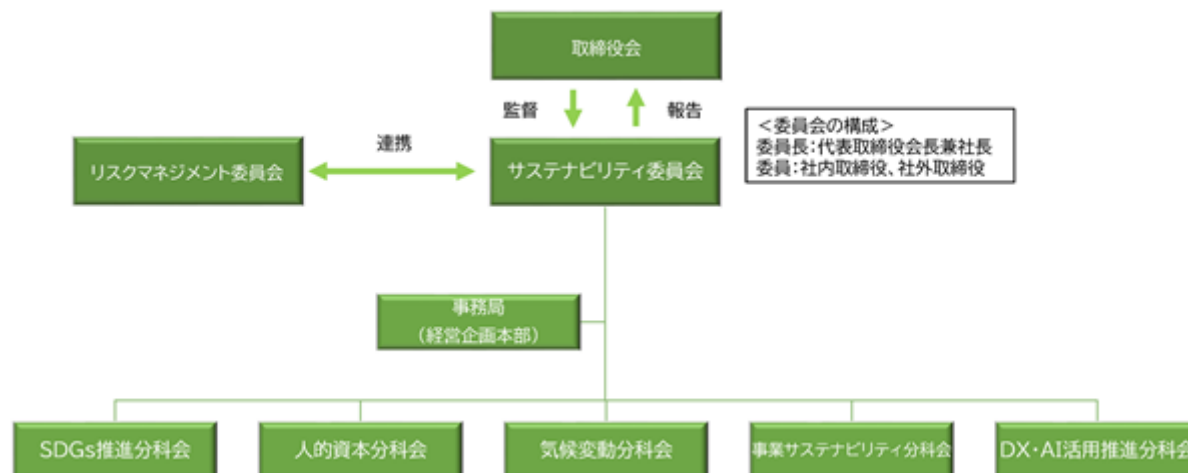 取締役会
監督
報告
<委員会の構成>
委員長:代表取締役会長兼社長
委員:社内取締役、社外取締役
連携
リスクマネジメント委員会
サステナビリティ委員会
事務局
(経営企画本部)
SDGs推進分科会
人的資本分科会
気候変動分科会
事業サステナビリティ分科会
DX・AI活用推進分科会